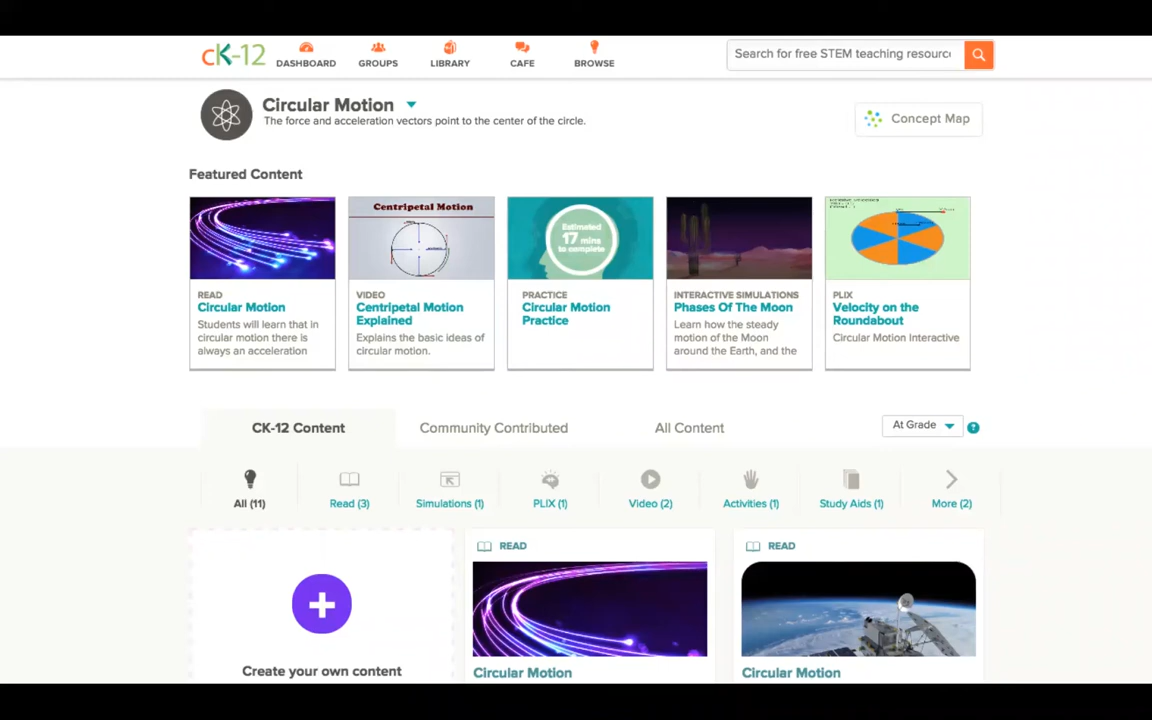 cK-12
DASHBOARD
GROUPS
LIBRARY
CAFE
BROWSE
Search for free STEM teaching resourc
Circular Motion
The force and acceleration vectors point to the center of the circle.
Concept Map
Featured Content
READ
Circular Motion
Students will learn that in
circular motion there is
always an acceleration
Centripetal Motion
VIDEO
Centripetal Motion
Explained
Explains the basic ideas of
circular motion.
Estimated
17 mins
to complete
PRACTICE
Circular Motion
Practice
INTERACTIVE SIMULATIONS
Phases Of The Moon
Learn how the steady
motion of the Moon
around the Earth, and the
PLIX
Velocity on the
Roundabout
Circular Motion Interactive
CK-12 Content
Community Contributed
All Content
At Grade
?
All (11)
Read (3)
Simulations (1)
PLIX (1)
Video (2)
Activities (1)
Study Aids (1)
More (2)
Create your own content
READ
Circular Motion
READ
Circular Motion